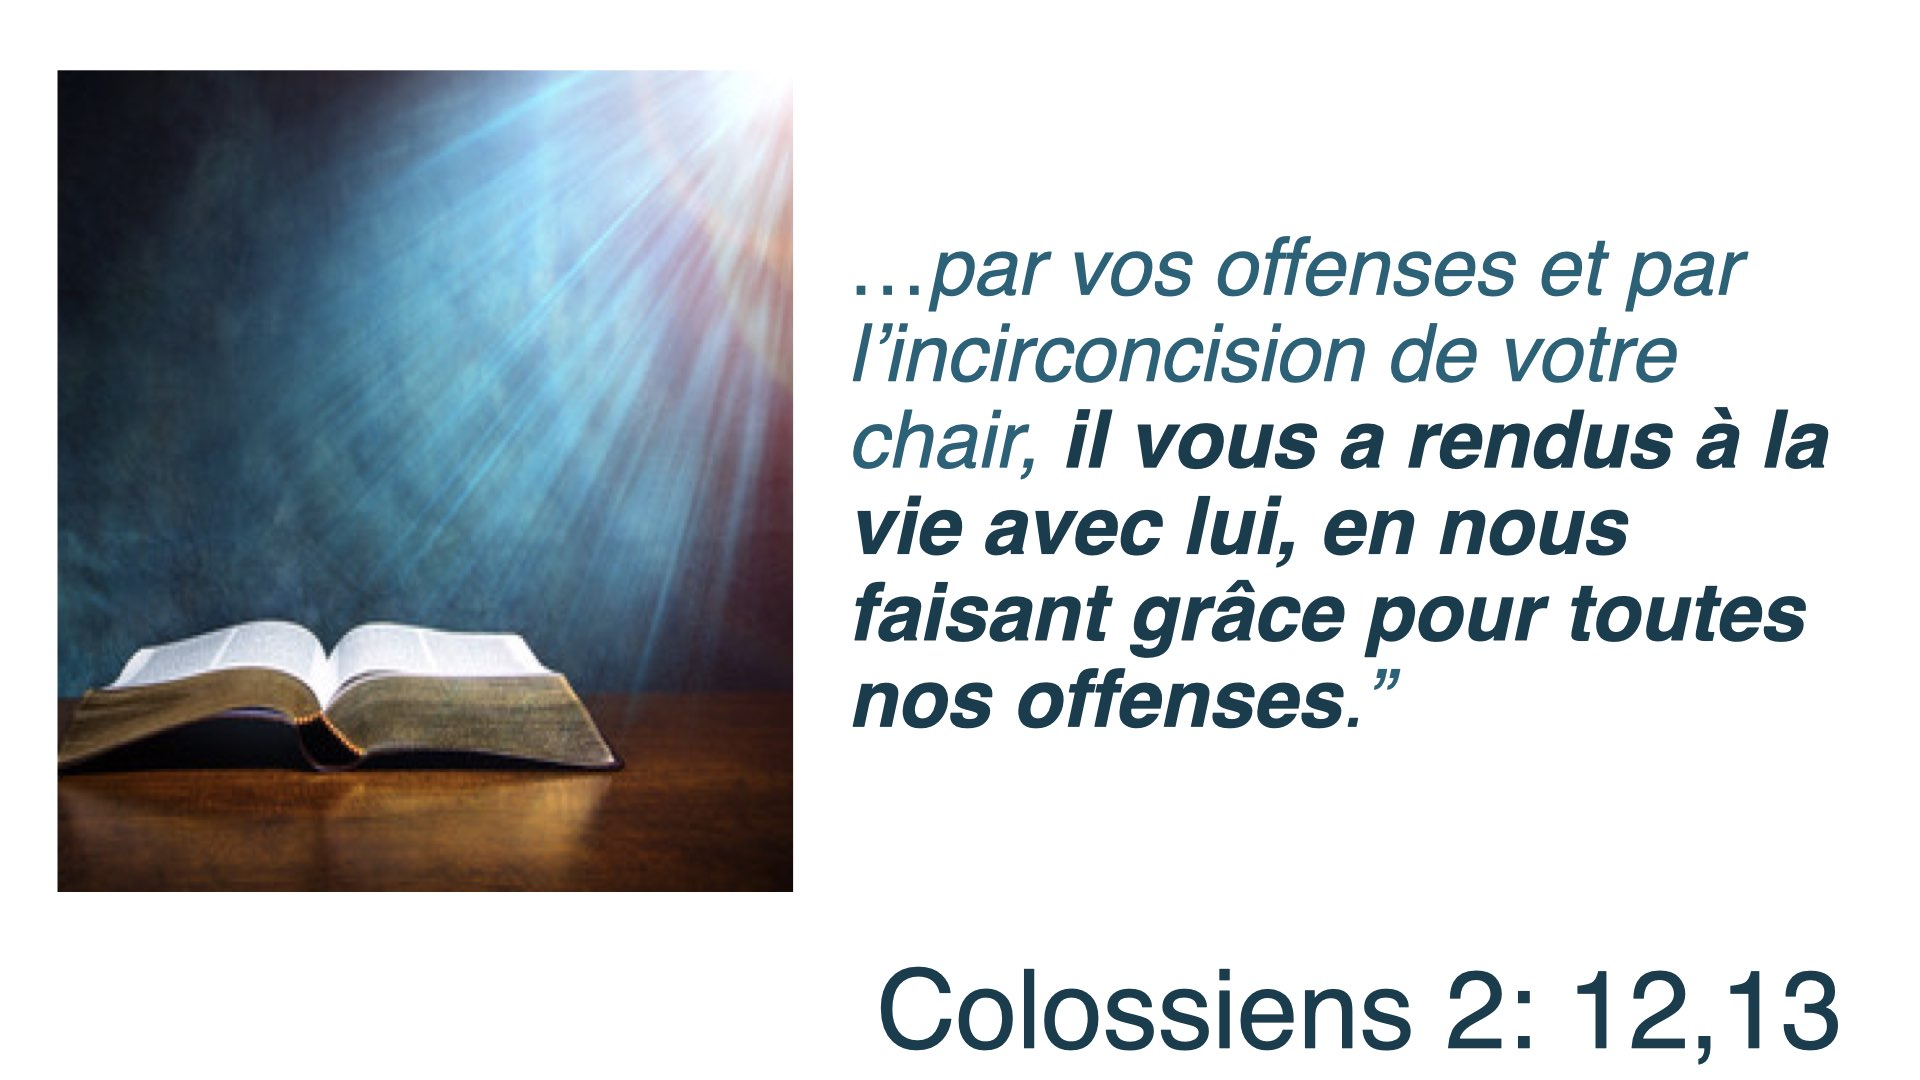 …par vos offenses et par
l’incirconcision de votre
chair, il vous a rendus à la
vie avec lui, en nous
faisant grâce pour toutes
nos offenses.”
Colossiens 2: 12,13